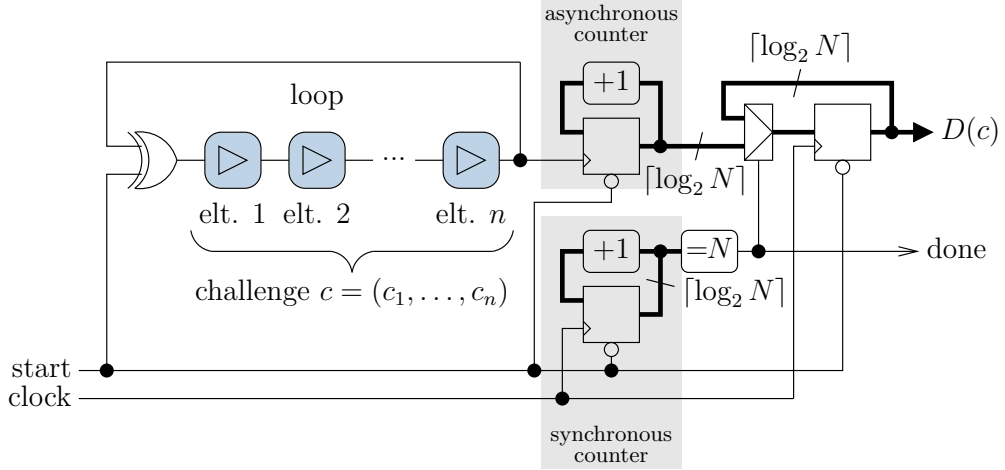 asynchronous
counter
⌈log₂ N⌉
+1
loop
D(c)
...
⌈log₂ N⌉
elt. 1 elt. 2 elt. n
+1
=N
done
challenge c = (c₁, . . . , cₙ)
⌈log₂ N⌉
start
clock
synchronous
counter